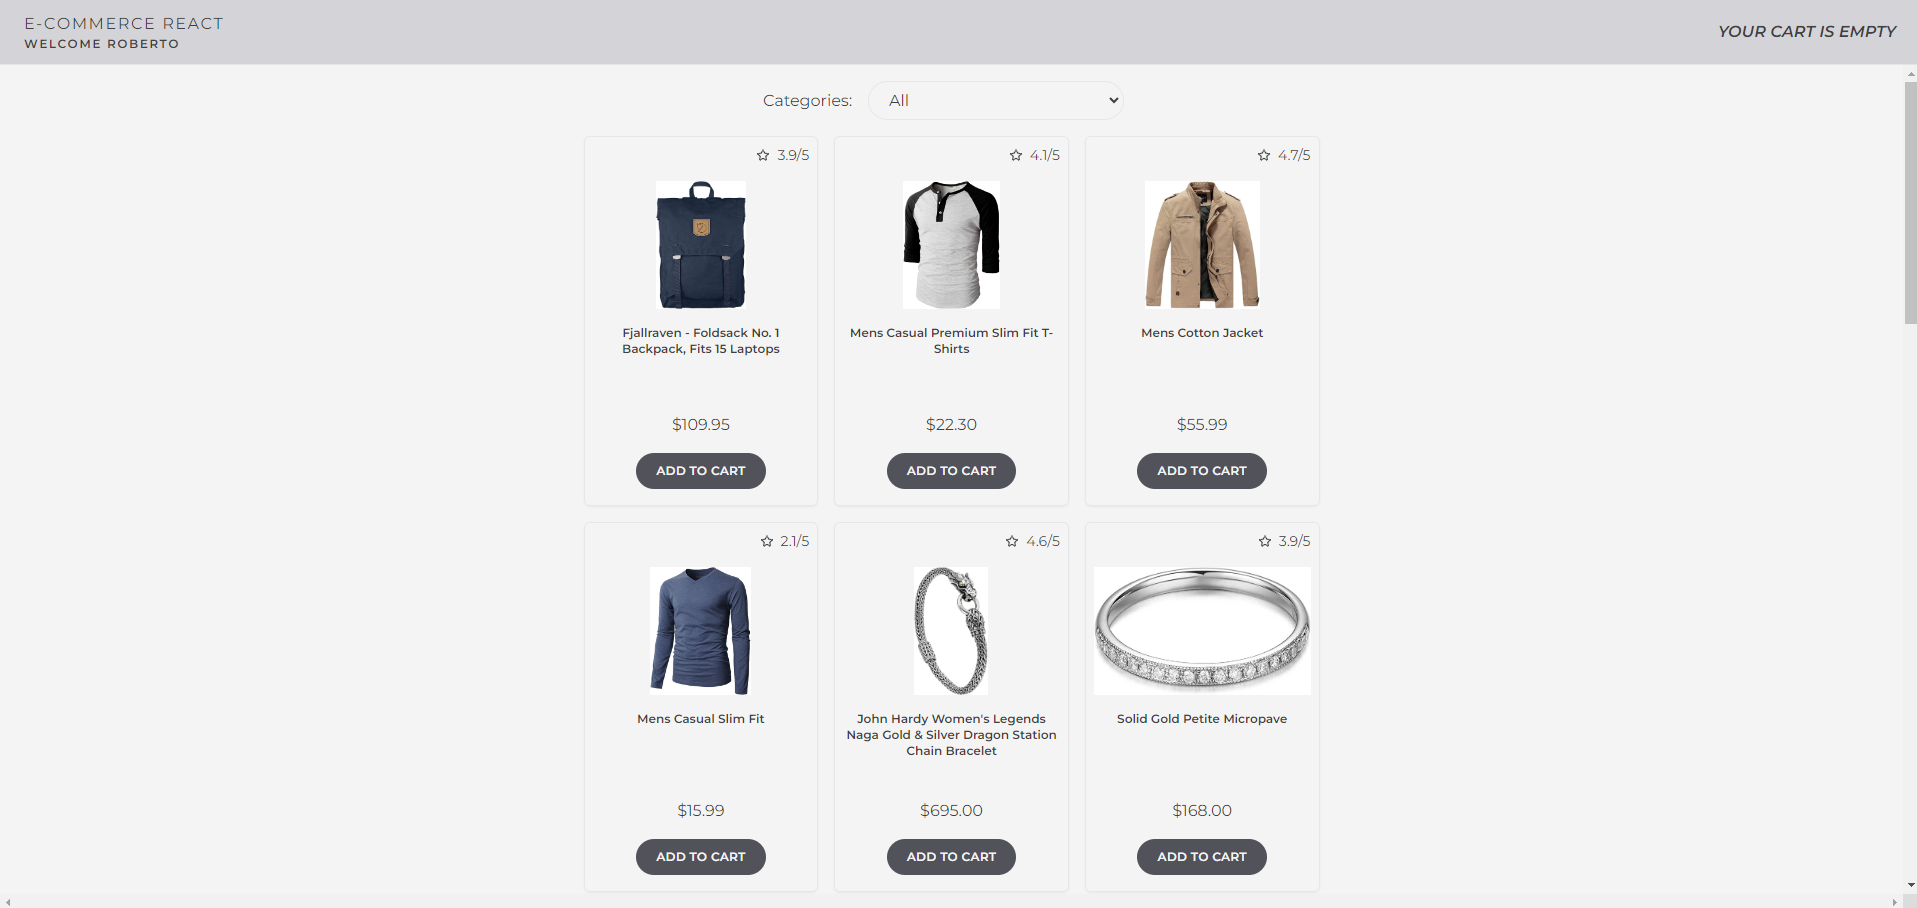 E-COMMERCE REACT
WELCOME ROBERTO
YOUR CART IS EMPTY
Categories:
All
3.9/5
Fjallraven - Foldsack No. 1
Backpack, Fits 15 Laptops
$109.95
ADD TO CART
4.1/5
Mens Casual Premium Slim Fit T-
Shirts
$22.30
ADD TO CART
4.7/5
Mens Cotton Jacket
$55.99
ADD TO CART
2.1/5
Mens Casual Slim Fit
$15.99
ADD TO CART
4.6/5
John Hardy Women's Legends
Naga Gold & Silver Dragon Station
Chain Bracelet
$695.00
ADD TO CART
3.9/5
Solid Gold Petite Micropave
$168.00
ADD TO CART